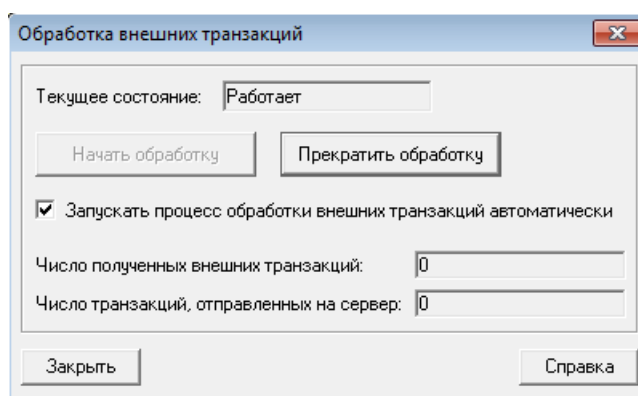 Обработка внешних транзакций
Текущее состояние: Работает
Начать обработку Прекратить обработку
Запускать процесс обработки внешних транзакций автоматически
Число полученных внешних транзакций: 0
Число транзакций, отправленных на сервер: 0
Закрыть Справка